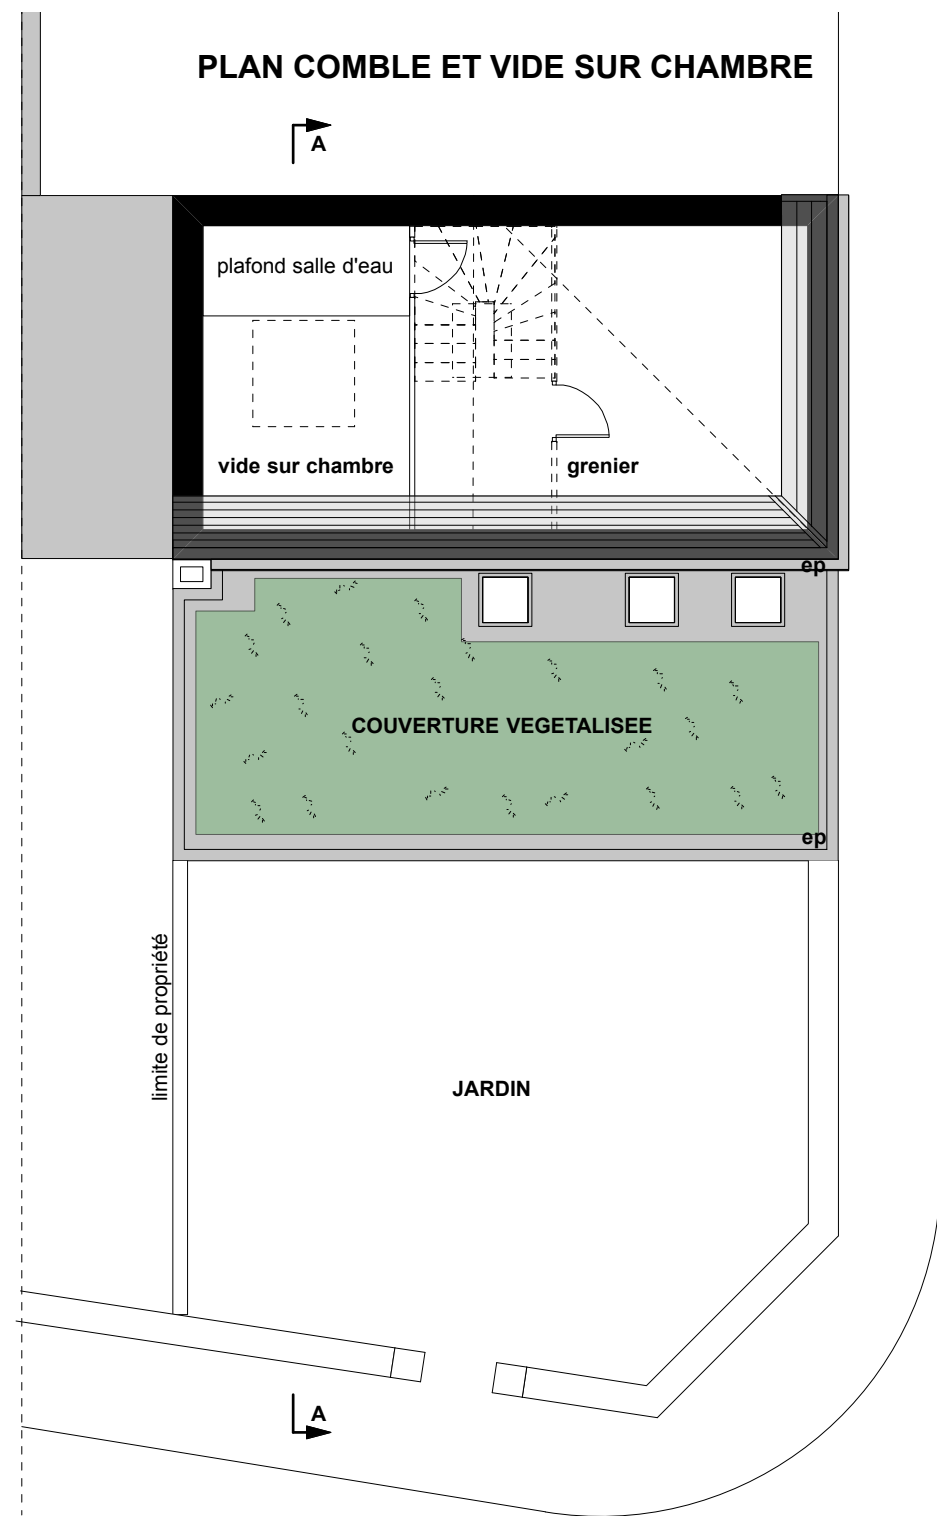 PLAN COMBLE ET VIDE SUR CHAMBRE
A
plafond salle d'eau
vide sur chambre
grenier
ep
COUVERTURE VEGETALISEE
ep
limite de propriété
JARDIN
A